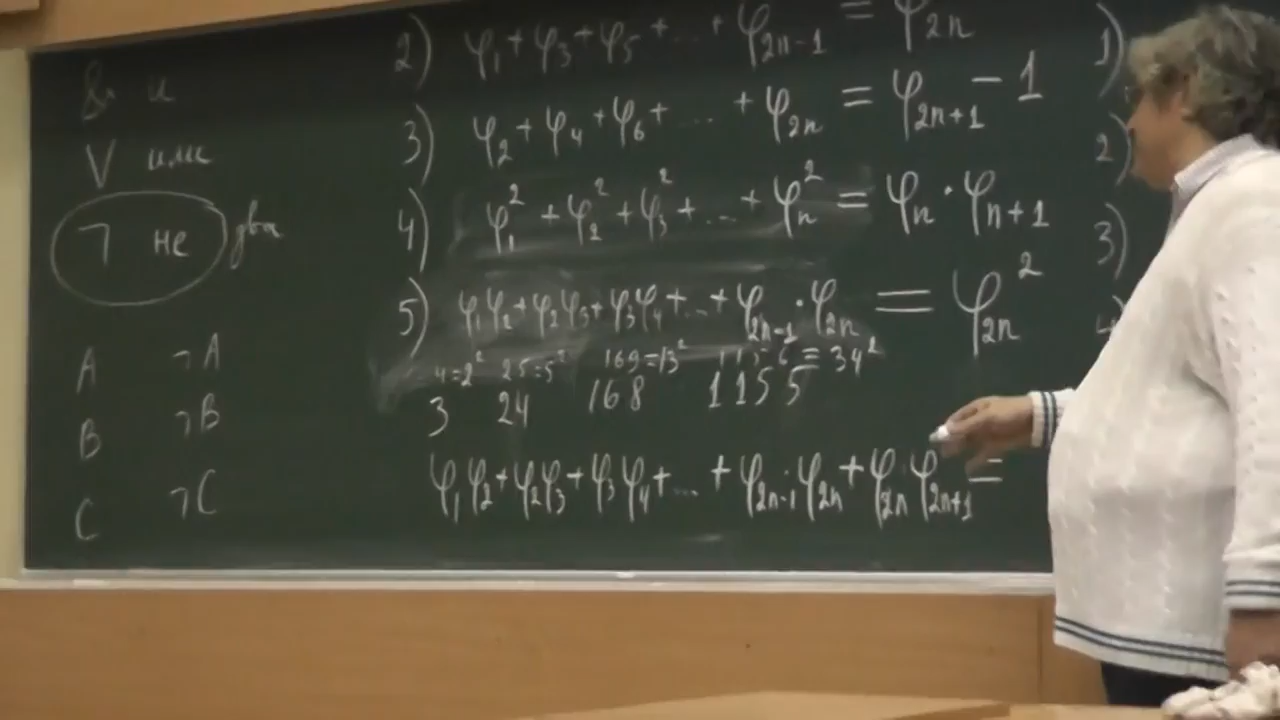 & и
V или
¬ не два
A ¬A
B ¬B
C ¬C
2) φ₁+φ₃+φ₅+...+φ₂ₙ₋₁ = φ₂ₙ
3) φ₂+φ₄+φ₆+...+φ₂ₙ = φ₂ₙ₊₁ − 1
4) φ₁²+φ₂²+φ₃²+...+φₙ² = φₙ·φₙ₊₁
5) φ₁φ₂+φ₂φ₃+φ₃φ₄+...+φ₂ₙ₋₁·φ₂ₙ = φ₂ₙ²
4=2² 25=5² 169=13² 1156=34²
3 24 168 1155
φ₁φ₂+φ₂φ₃+φ₃φ₄+...+φ₂ₙ₋₁φ₂ₙ+φ₂ₙφ₂ₙ₊₁=
1)
2)
3)
4)